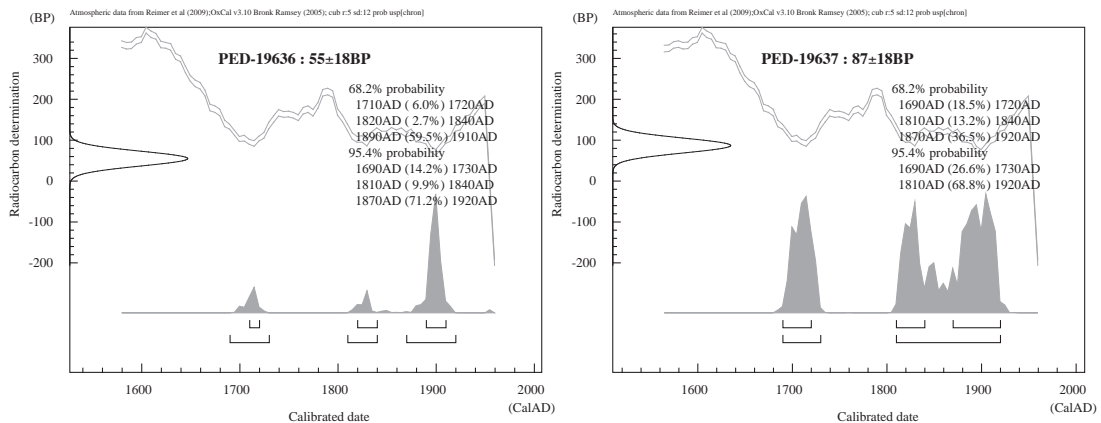 (BP)
Atmospheric data from Reimer et al (2009);OxCal v3.10 Bronk Ramsey (2005); cub r:5 sd:12 prob usp[chron]
PED-19636 : 55±18BP
68.2% probability
1710AD ( 6.0%) 1720AD
1820AD ( 2.7%) 1840AD
1890AD (59.5%) 1910AD
95.4% probability
1690AD (14.2%) 1730AD
1810AD ( 9.9%) 1840AD
1870AD (71.2%) 1920AD
Radiocarbon determination
300
200
100
0
-100
-200
1600
1700
1800
1900
2000
(CalAD)
Calibrated date
(BP)
Atmospheric data from Reimer et al (2009);OxCal v3.10 Bronk Ramsey (2005); cub r:5 sd:12 prob usp[chron]
PED-19637 : 87±18BP
68.2% probability
1690AD (18.5%) 1720AD
1810AD (13.2%) 1840AD
1870AD (36.5%) 1920AD
95.4% probability
1690AD (26.6%) 1730AD
1810AD (68.8%) 1920AD
Radiocarbon determination
300
200
100
0
-100
-200
1600
1700
1800
1900
2000
(CalAD)
Calibrated date